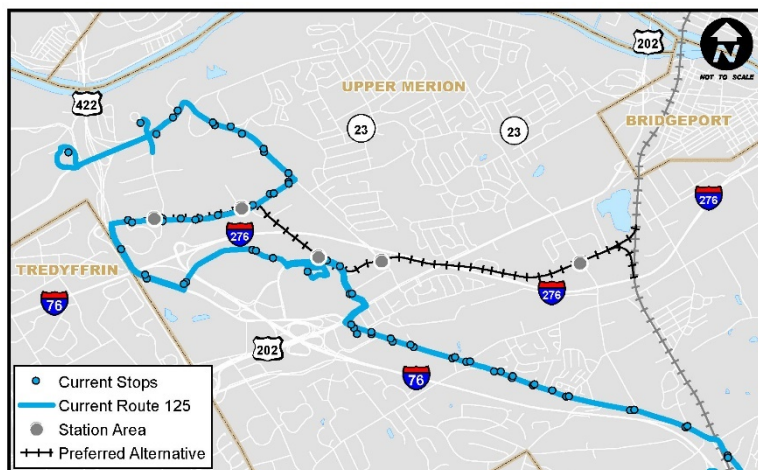 202
N
NOT TO SCALE
422
UPPER MERION
23
23
BRIDGEPORT
276
276
TREDYFFRIN
76
276
202
76
Current Stops
Current Route 125
Station Area
Preferred Alternative